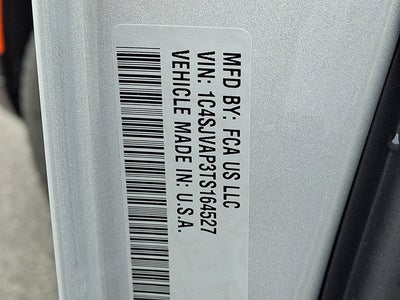 MFD BY: FCA US LLC
VIN: 1C4SJVAP3TS164527
VEHICLE MADE IN: U.S.A.